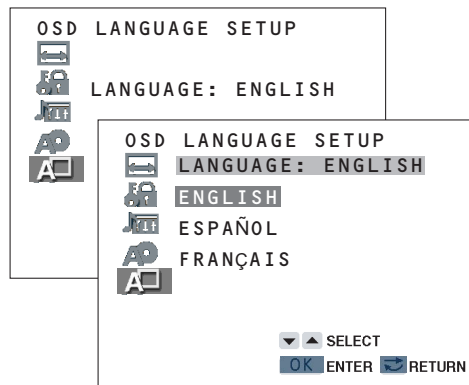 OSD LANGUAGE SETUP
LANGUAGE: ENGLISH
OSD LANGUAGE SETUP
LANGUAGE: ENGLISH
ENGLISH
ESPAÑOL
FRANÇAIS
SELECT
OK ENTER RETURN